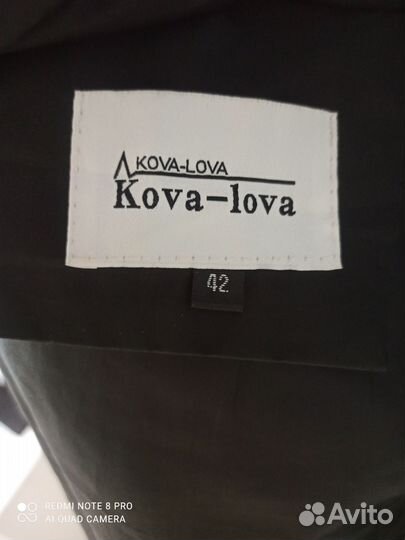 KOVA-LOVA
Kova-lova
42
REDMI NOTE 8 PRO
AI QUAD CAMERA
Avito